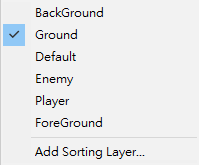 BackGround
Ground
Default
Enemy
Player
ForeGround
Add Sorting Layer...